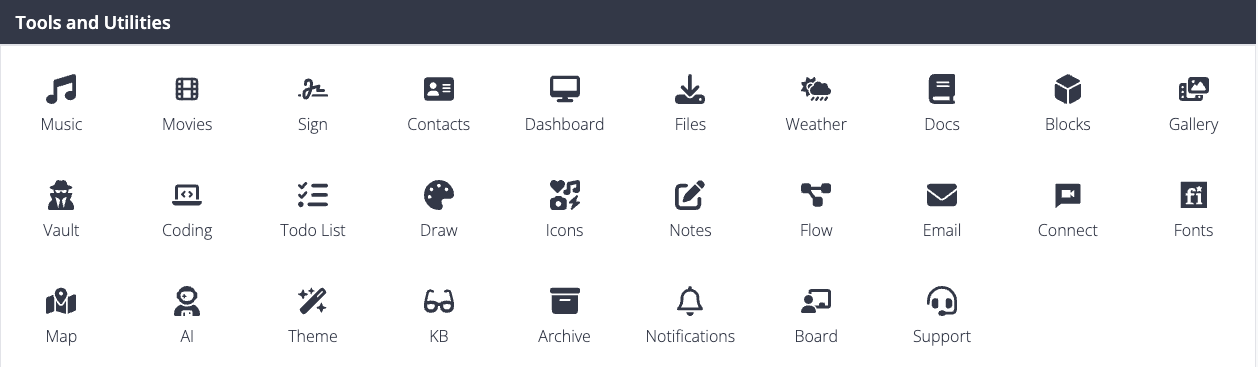 Tools and Utilities
Music Movies Sign Contacts Dashboard Files Weather Docs Blocks Gallery
Vault Coding Todo List Draw Icons Notes Flow Email Connect Fonts
Map AI Theme KB Archive Notifications Board Support